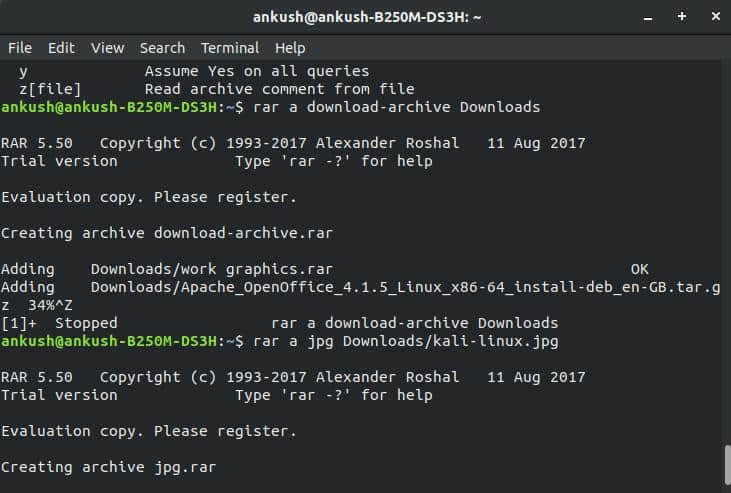 ankush@ankush-B250M-DS3H: ~
File Edit View Search Terminal Help
  y             Assume Yes on all queries
  z[file]       Read archive comment from file
ankush@ankush-B250M-DS3H:~$ rar a download-archive Downloads

RAR 5.50   Copyright (c) 1993-2017 Alexander Roshal   11 Aug 2017
Trial version             Type 'rar -?' for help

Evaluation copy. Please register.

Creating archive download-archive.rar

Adding    Downloads/work graphics.rar                                 OK
Adding    Downloads/Apache_OpenOffice_4.1.5_Linux_x86-64_install-deb_en-GB.tar.g
z  34%^Z
[1]+  Stopped                 rar a download-archive Downloads
ankush@ankush-B250M-DS3H:~$ rar a jpg Downloads/kali-linux.jpg

RAR 5.50   Copyright (c) 1993-2017 Alexander Roshal   11 Aug 2017
Trial version             Type 'rar -?' for help

Evaluation copy. Please register.

Creating archive jpg.rar